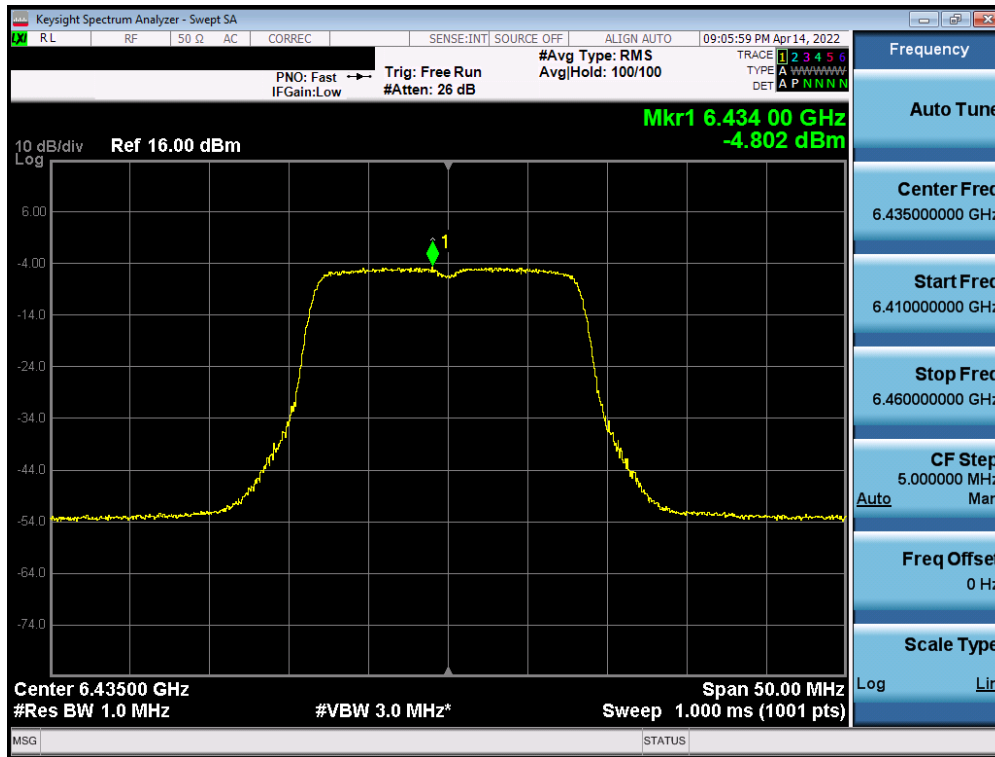 Keysight Spectrum Analyzer - Swept SA
LXI RL RF 50 Ω AC CORREC SENSE:INT SOURCE OFF ALIGN AUTO 09:05:59 PM Apr 14, 2022
Frequency
#Avg Type: RMS TRACE 1 2 3 4 5 6
PNO: Fast Trig: Free Run Avg|Hold: 100/100 TYPE A WWWWW
IFGain:Low #Atten: 26 dB DET A P N N N N
Mkr1 6.434 00 GHz
-4.802 dBm
10 dB/div Ref 16.00 dBm
Log
1
6.00
-4.00
-14.0
-24.0
-34.0
-44.0
-54.0
-64.0
-74.0
Center 6.43500 GHz Span 50.00 MHz
#Res BW 1.0 MHz #VBW 3.0 MHz* Sweep 1.000 ms (1001 pts)
MSG STATUS
Auto Tune
Center Freq
6.435000000 GHz
Start Freq
6.410000000 GHz
Stop Freq
6.460000000 GHz
CF Step
5.000000 MHz
Auto Man
Freq Offset
0 Hz
Scale Type
Log Lin